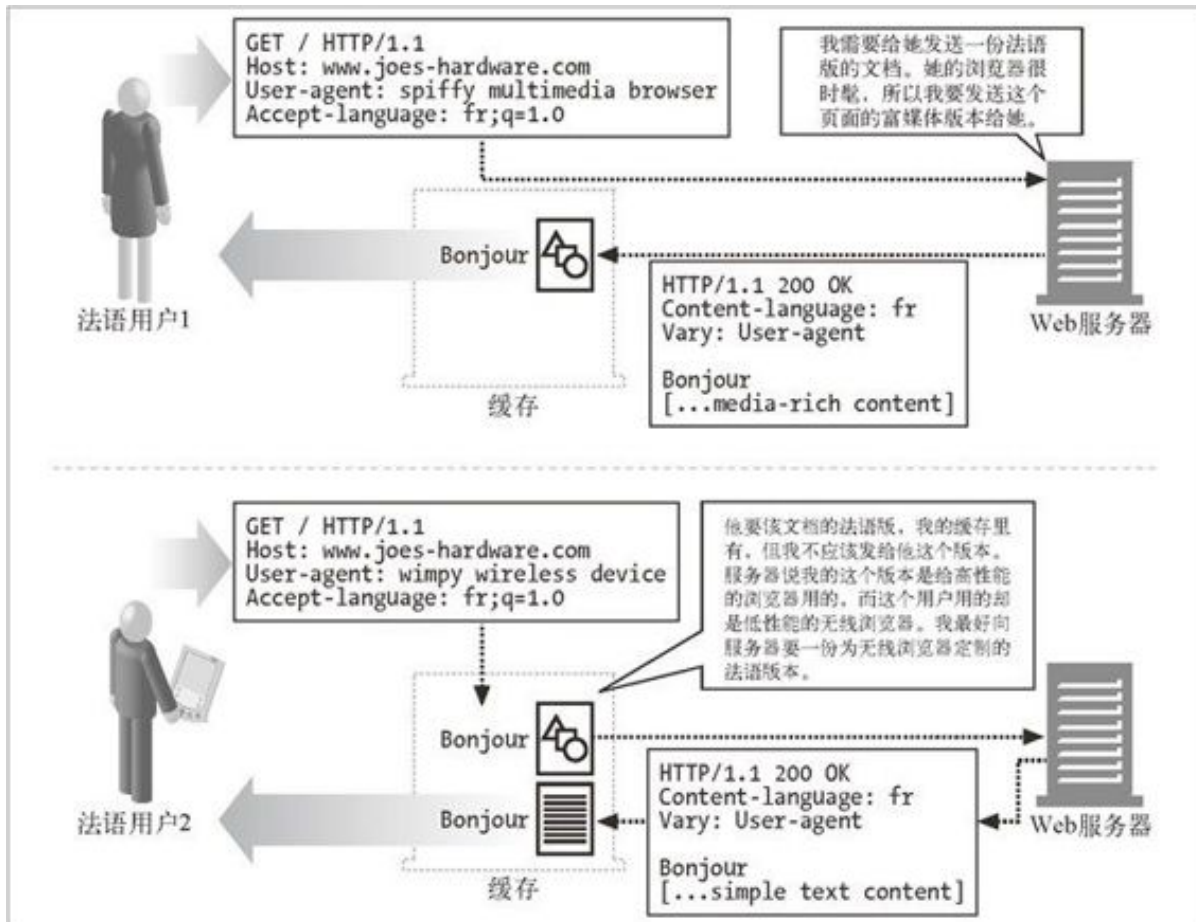 GET / HTTP/1.1
Host: www.joes-hardware.com
User-agent: spiffy multimedia browser
Accept-language: fr;q=1.0
我需要给她发送一份法语
版的文档。她的浏览器很
时髦，所以我要发送这个
页面的富媒体版本给她。
Bonjour
法语用户1
HTTP/1.1 200 OK
Content-language: fr
Vary: User-agent
Bonjour
[...media-rich content]
Web服务器
缓存
GET / HTTP/1.1
Host: www.joes-hardware.com
User-agent: wimpy wireless device
Accept-language: fr;q=1.0
他要该文档的法语版，我的缓存里
有，但我不应该发给他这个版本。
服务器说我的这个版本是给高性能
的浏览器用的，而这个用户用的却
是低性能的无线浏览器。我最好向
服务器要一份为无线浏览器定制的
法语版本。
Bonjour
Bonjour
法语用户2
HTTP/1.1 200 OK
Content-language: fr
Vary: User-agent
Bonjour
[...simple text content]
Web服务器
缓存